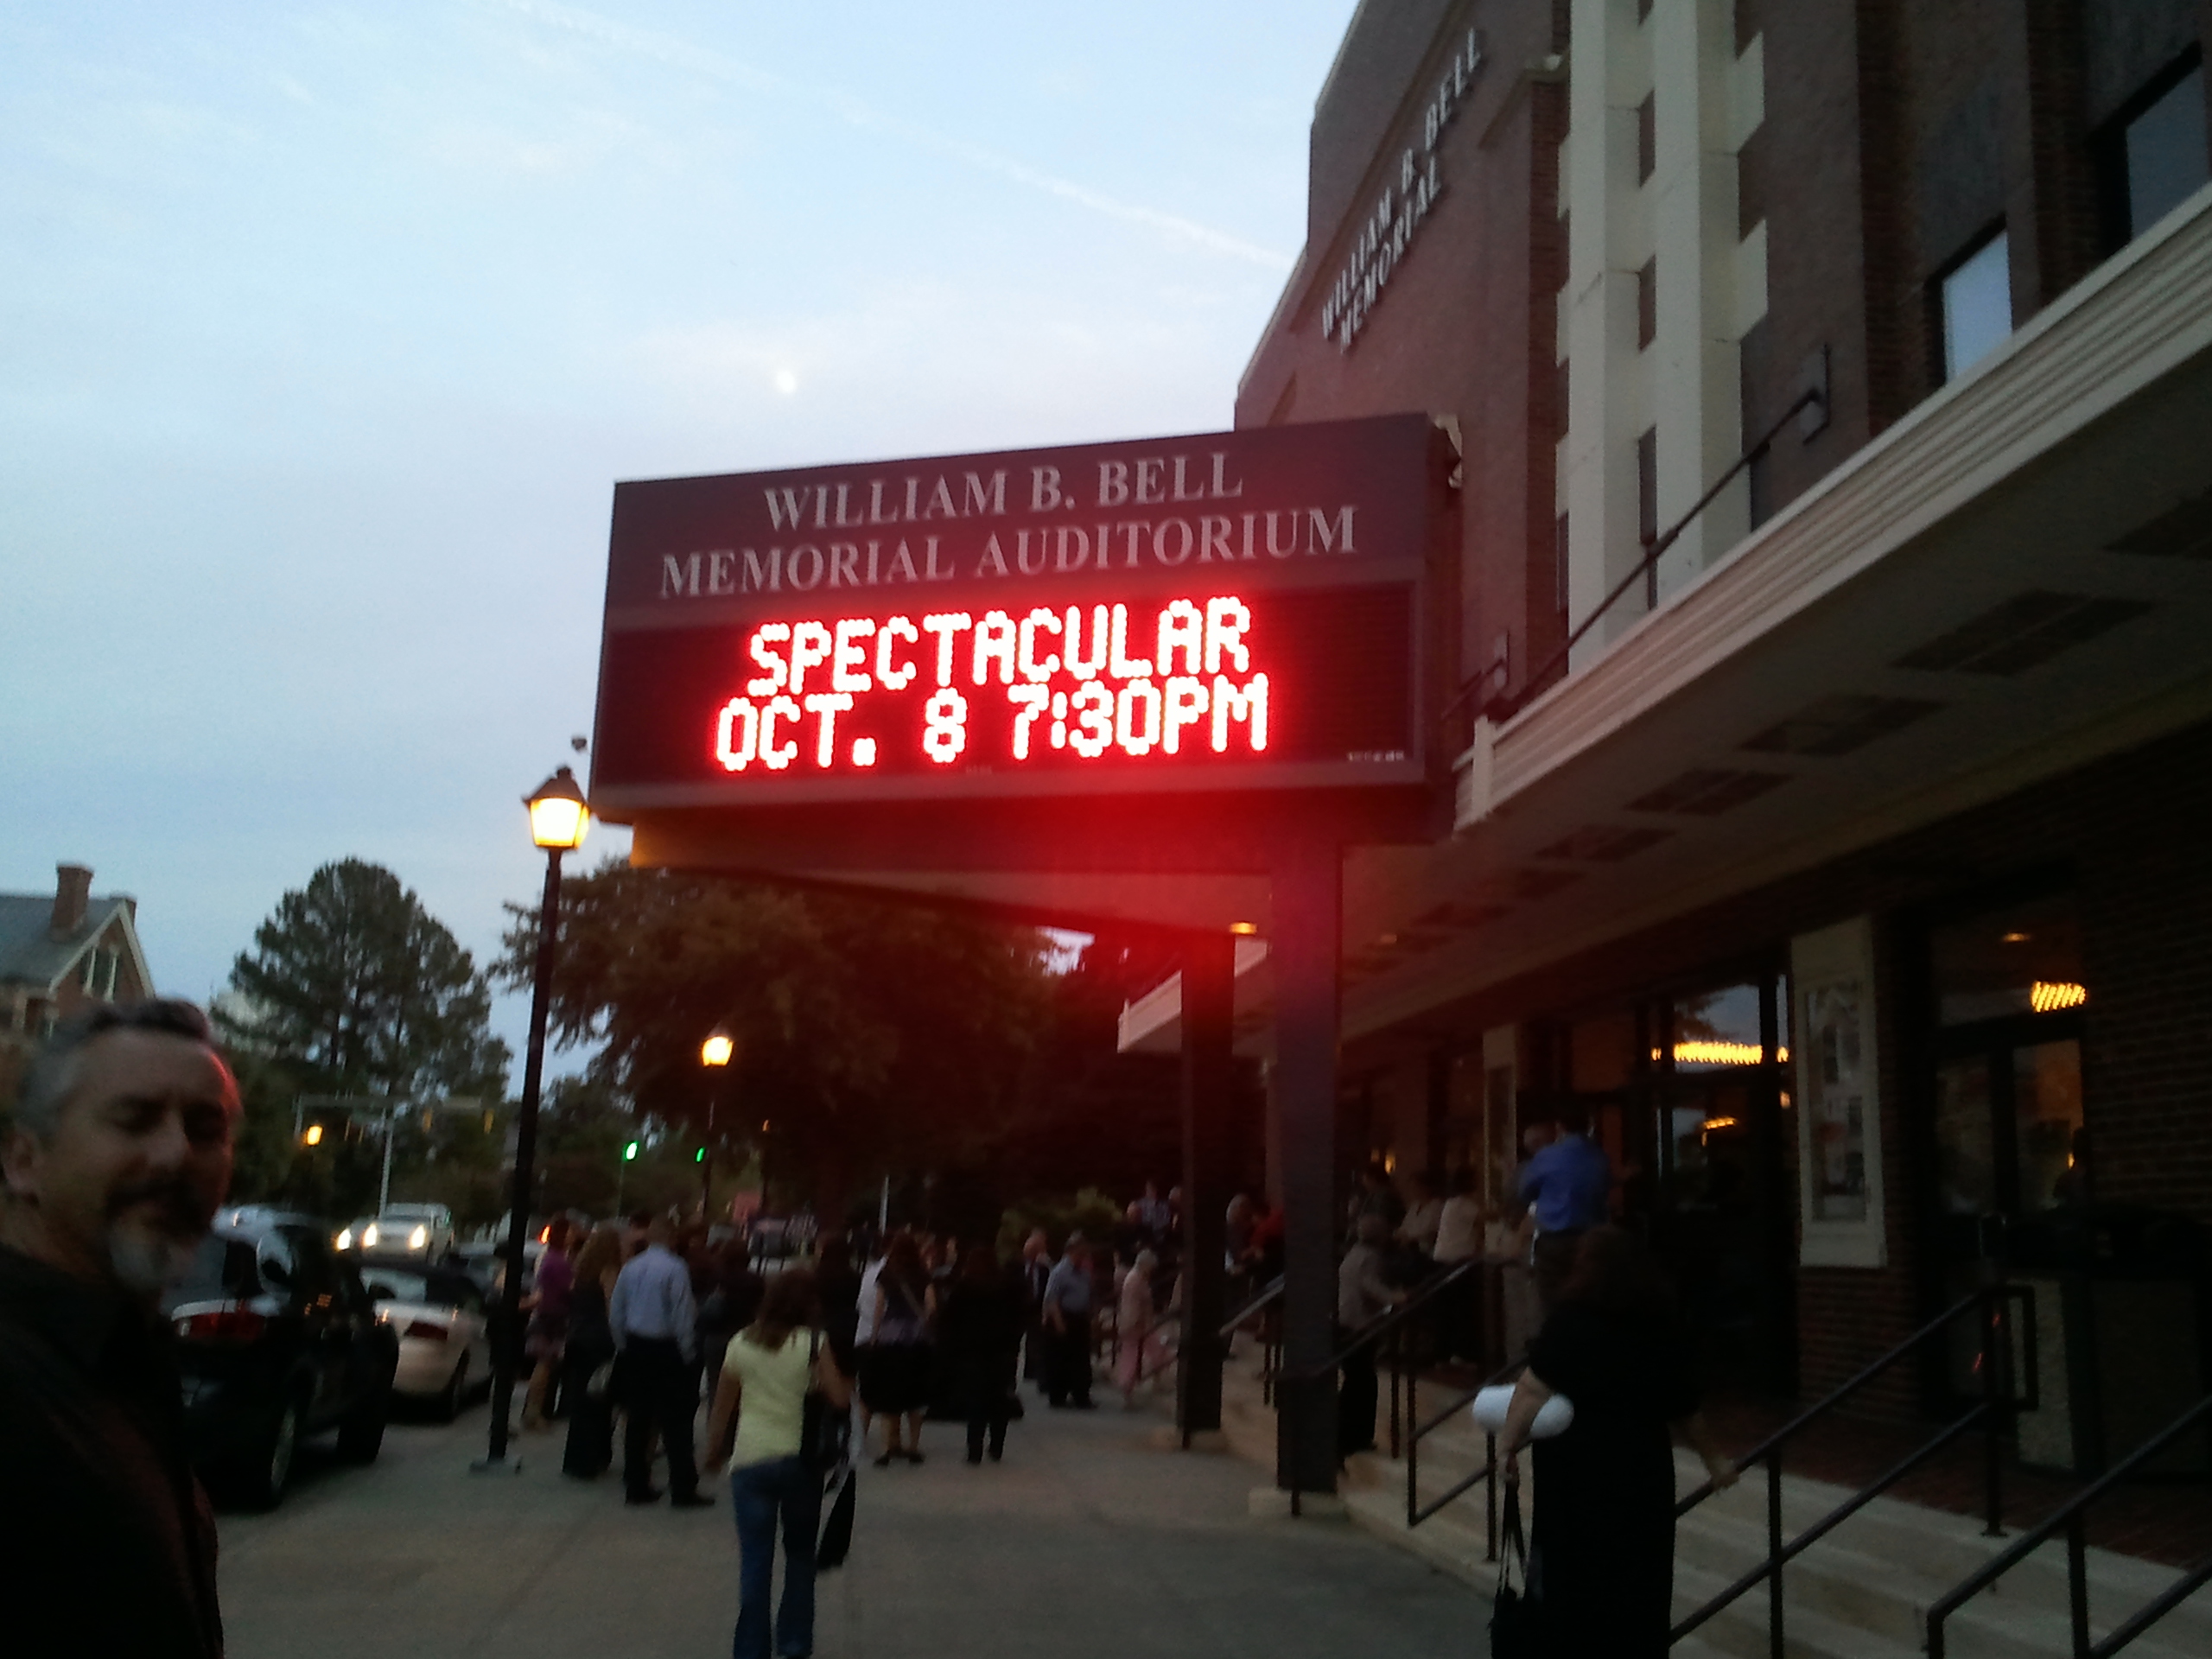 WILLIAM B. BELL
MEMORIAL
WILLIAM B. BELL
MEMORIAL AUDITORIUM
SPECTACULAR
OCT. 8 7:30PM